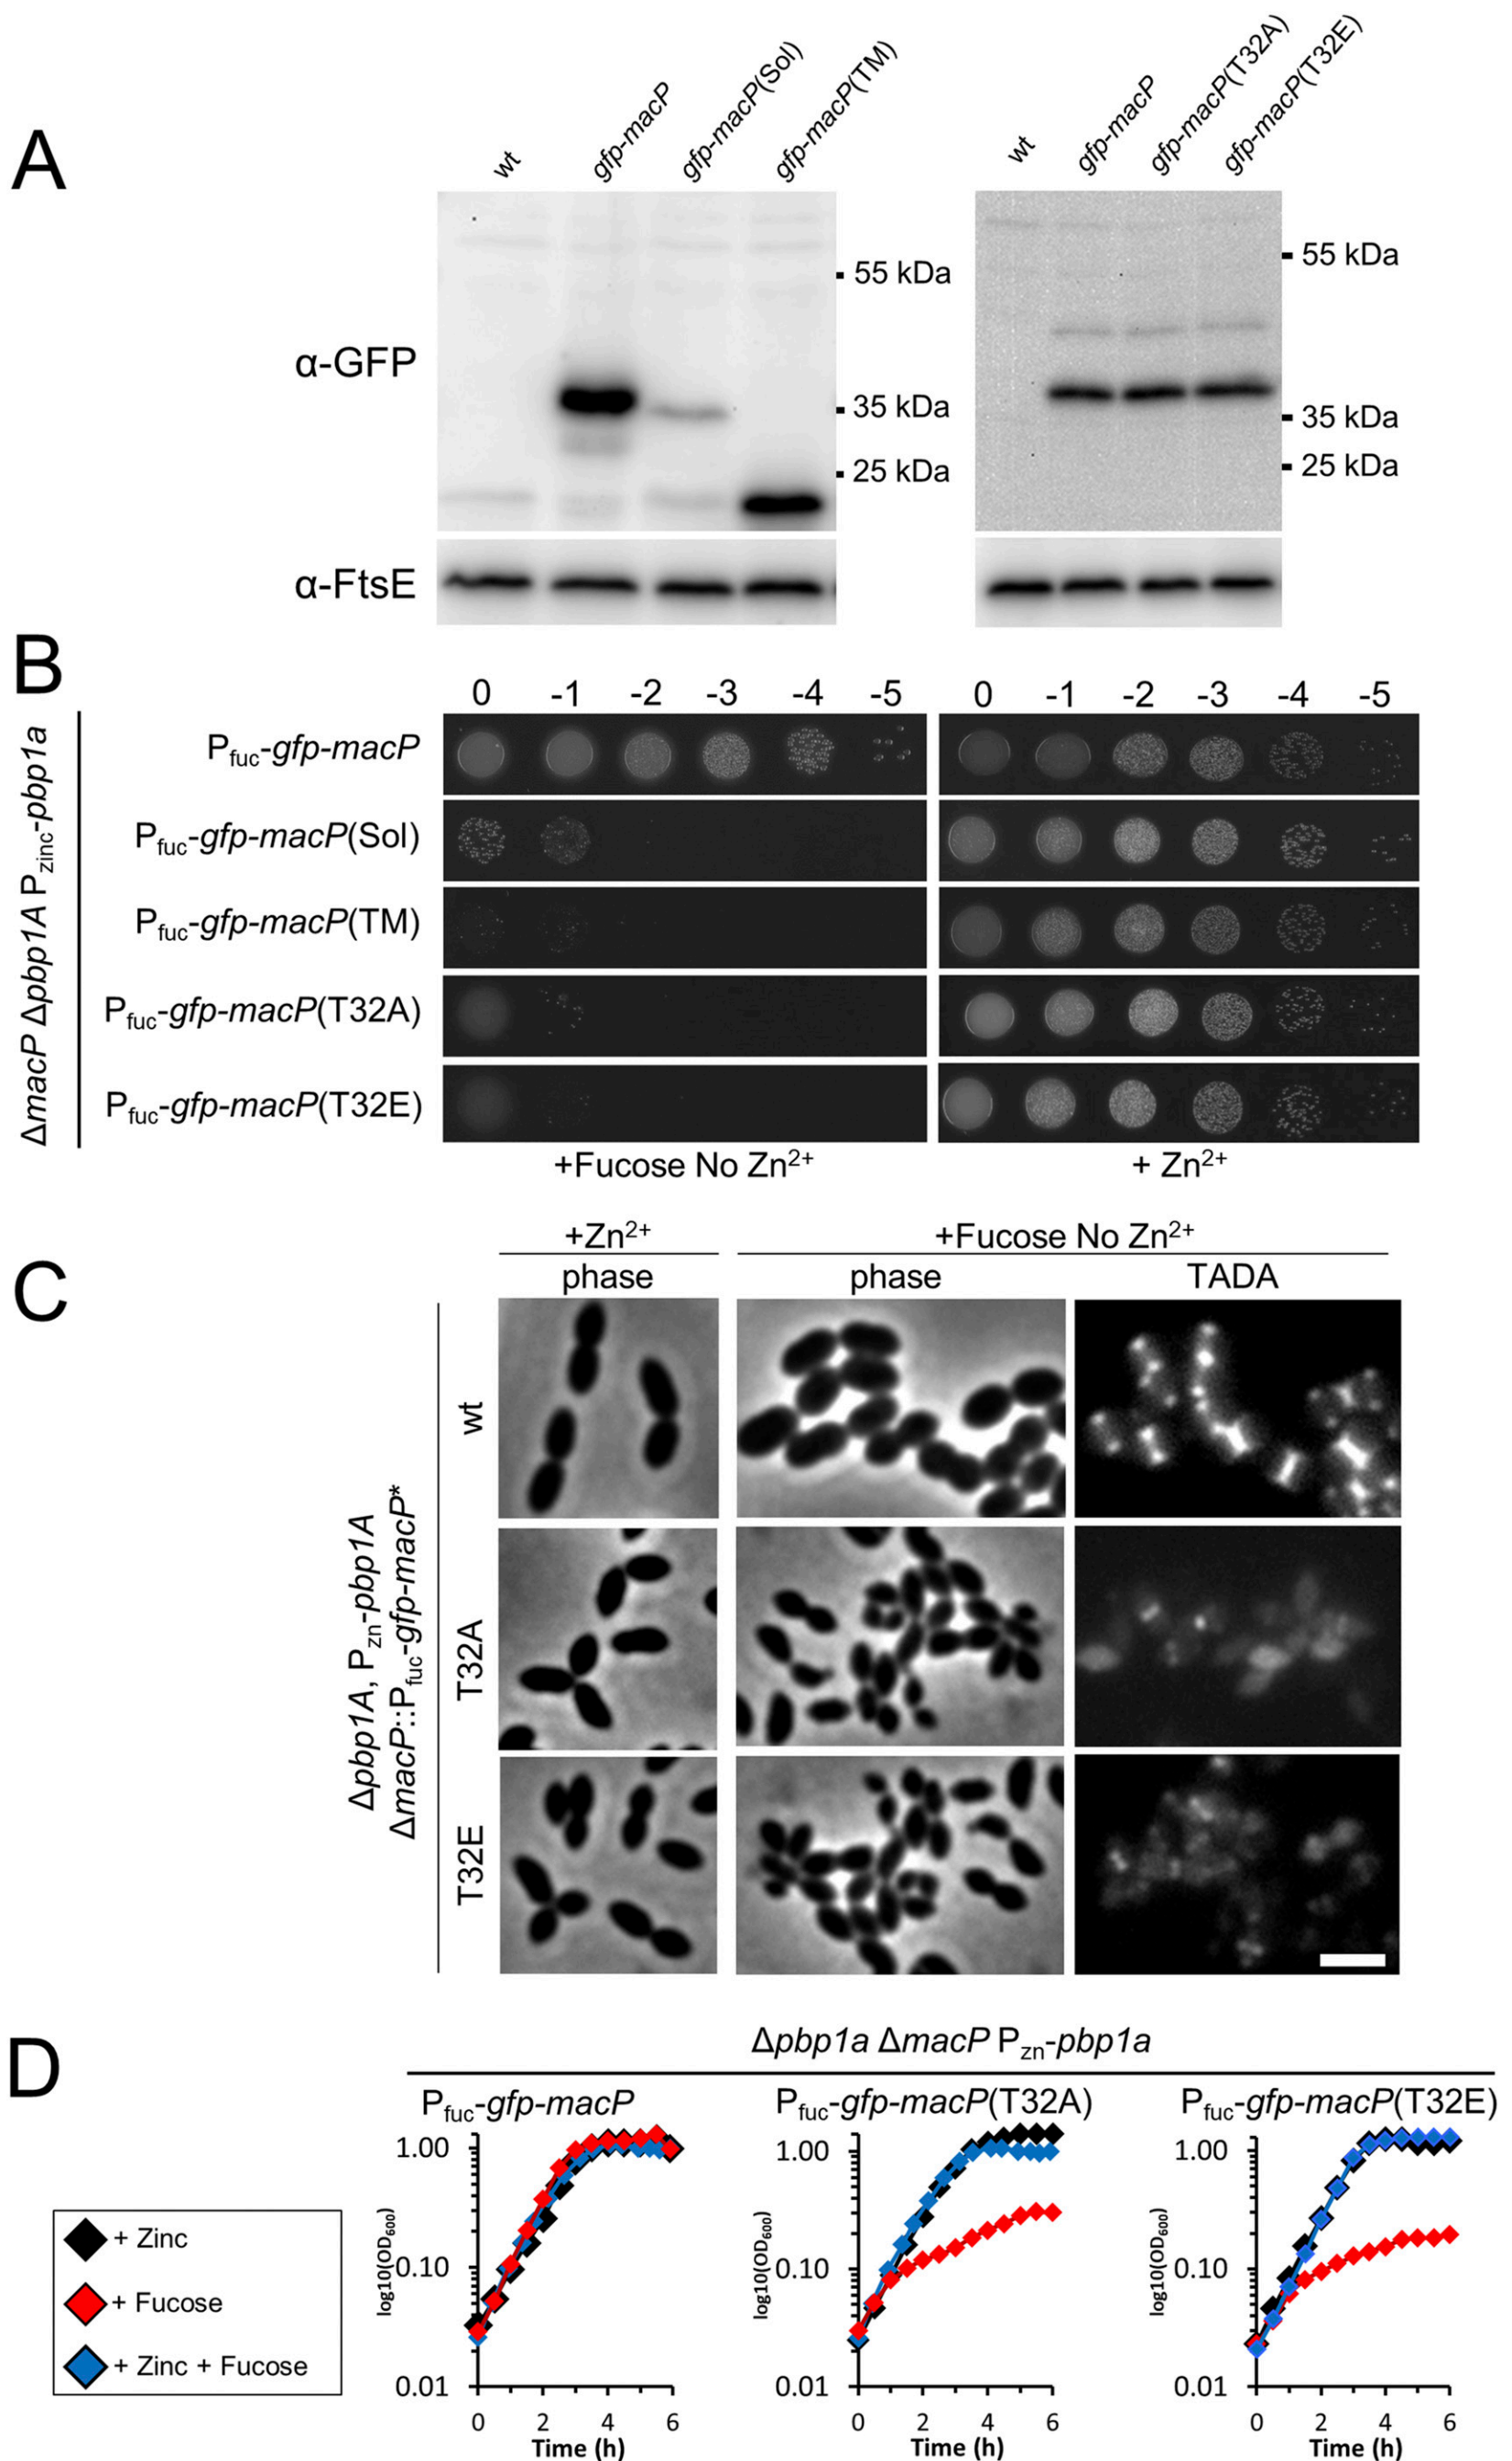 A
wt
gfp-macP
gfp-macP(Sol)
gfp-macP(TM)
wt
gfp-macP
gfp-macP(T32A)
gfp-macP(T32E)
α-GFP
55 kDa
35 kDa
25 kDa
55 kDa
35 kDa
25 kDa
α-FtsE
B
0 -1 -2 -3 -4 -5 0 -1 -2 -3 -4 -5
ΔmacP Δpbp1A Pzinc-pbp1a
Pfuc-gfp-macP
Pfuc-gfp-macP(Sol)
Pfuc-gfp-macP(TM)
Pfuc-gfp-macP(T32A)
Pfuc-gfp-macP(T32E)
+Fucose No Zn2+ + Zn2+
C
+Zn2+ +Fucose No Zn2+
phase phase TADA
Δpbp1A, Pzn-pbp1A
ΔmacP::Pfuc-gfp-macP*
wt
T32A
T32E
D
Δpbp1a ΔmacP Pzn-pbp1a
Pfuc-gfp-macP Pfuc-gfp-macP(T32A) Pfuc-gfp-macP(T32E)
+ Zinc
+ Fucose
+ Zinc + Fucose
log10(OD600)
1.00
0.10
0.01
0 2 4 6
Time (h)
log10(OD600)
1.00
0.10
0.01
0 2 4 6
Time (h)
log10(OD600)
1.00
0.10
0.01
0 2 4 6
Time (h)